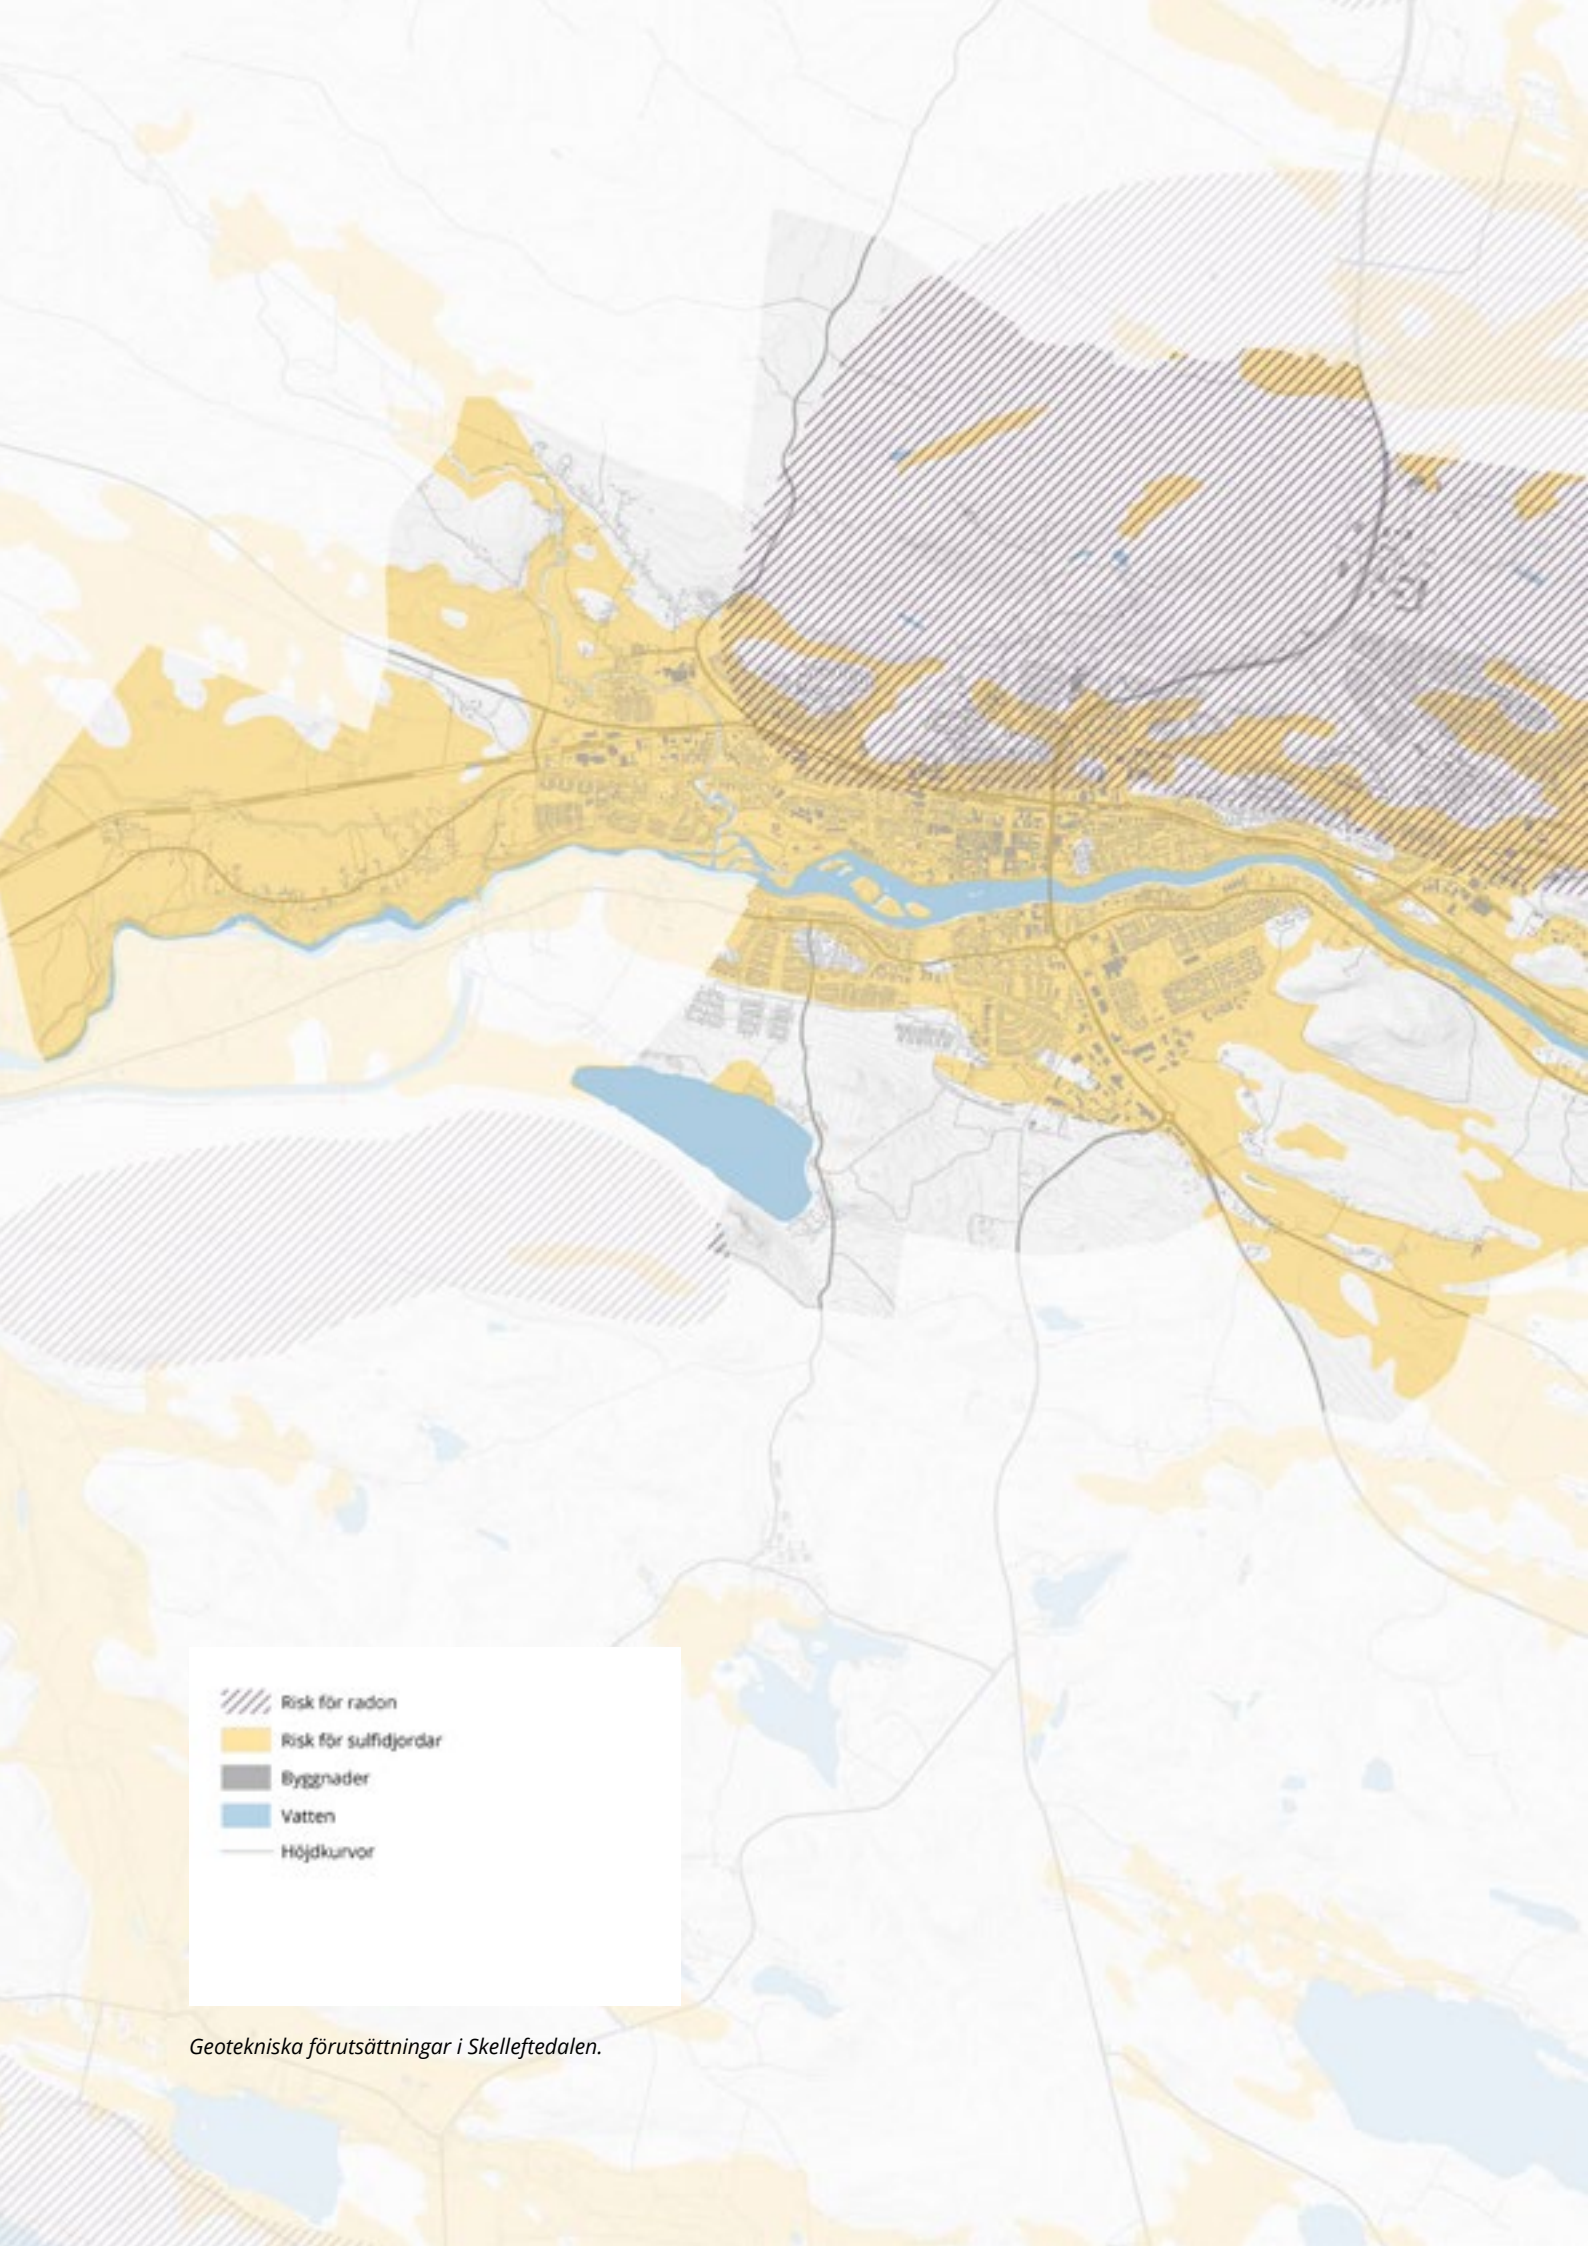 Risk för radon
Risk för sulfidjordar
Byggnader
Vatten
Höjdkurvor
Geotekniska förutsättningar i Skelleftedalen.